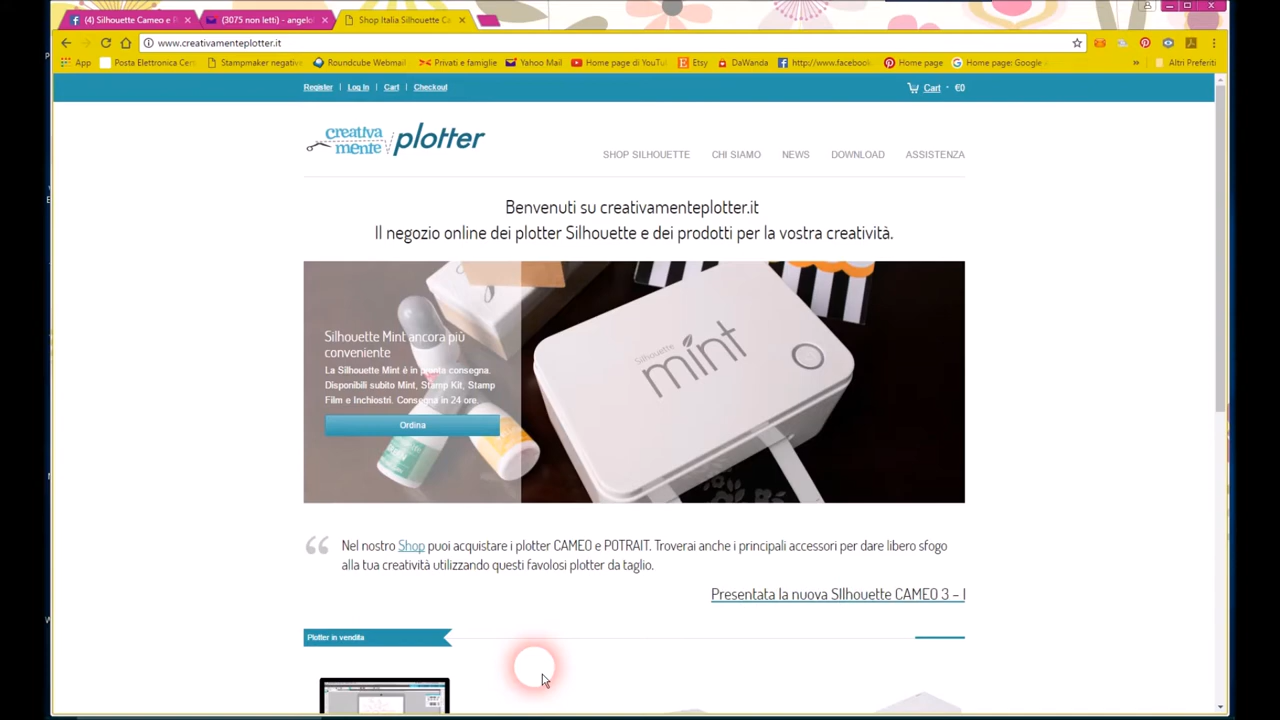 (4) Silhouette Cameo e P
(3075 non letti) - angelo
Shop Italia Silhouette Ca
www.creativamenteplotter.it
App
Posta Elettronica Cer
Stampmaker negative
Roundcube Webmail
Privati e famiglie
Yahoo Mail
Home page di YouTu
Etsy
DaWanda
http://www.facebook
Home page
Home page: Google s
»
Altri Preferiti
Register
Log In
Cart
Checkout
Cart · €0
creativa
mente
plotter
SHOP SILHOUETTE
CHI SIAMO
NEWS
DOWNLOAD
ASSISTENZA
Benvenuti su creativamenteplotter.it
Il negozio online dei plotter Silhouette e dei prodotti per la vostra creatività.
Silhouette Mint ancora più
conveniente
La Silhouette Mint è in pronta consegna.
Disponibili subito Mint, Stamp Kit, Stamp
Film e Inchiostri. Consegna in 24 ore.
Ordina
Silhouette
mint
Nel nostro Shop puoi acquistare i plotter CAMEO e POTRAIT. Troverai anche i principali accessori per dare libero sfogo
alla tua creatività utilizzando questi favolosi plotter da taglio.
Presentata la nuova SIlhouette CAMEO 3 – I
Plotter in vendita